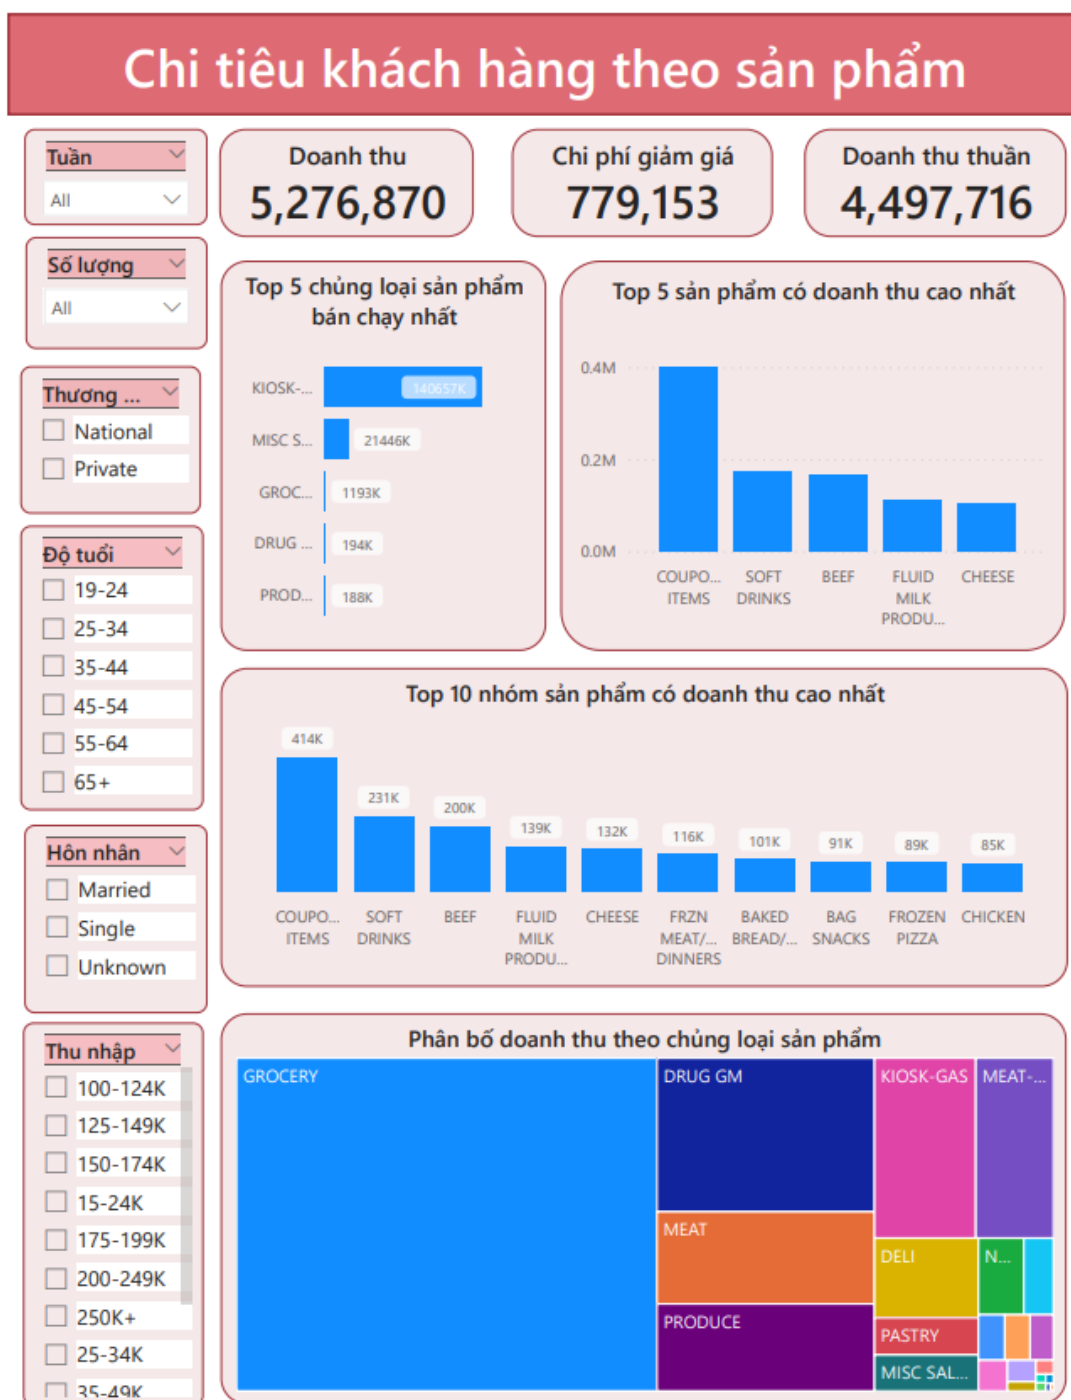 Chi tiêu khách hàng theo sản phẩm
Tuần
All
Số lượng
All
Thương ...
National
Private
Độ tuổi
19-24
25-34
35-44
45-54
55-64
65+
Hôn nhân
Married
Single
Unknown
Thu nhập
100-124K
125-149K
150-174K
15-24K
175-199K
200-249K
250K+
25-34K
35-49K
Doanh thu
5,276,870
Chi phí giảm giá
779,153
Doanh thu thuần
4,497,716
Top 5 chủng loại sản phẩm
bán chạy nhất
KIOSK-...
140657K
MISC S...
21446K
GROC...
1193K
DRUG ...
194K
PROD...
188K
Top 5 sản phẩm có doanh thu cao nhất
0.4M
0.2M
0.0M
COUPO...
ITEMS
SOFT
DRINKS
BEEF
FLUID
MILK
PRODU...
CHEESE
Top 10 nhóm sản phẩm có doanh thu cao nhất
414K
231K
200K
139K
132K
116K
101K
91K
89K
85K
COUPO...
ITEMS
SOFT
DRINKS
BEEF
FLUID
MILK
PRODU...
CHEESE
FRZN
MEAT/...
DINNERS
BAKED
BREAD/...
BAG
SNACKS
FROZEN
PIZZA
CHICKEN
Phân bố doanh thu theo chủng loại sản phẩm
GROCERY
DRUG GM
MEAT
PRODUCE
KIOSK-GAS
MEAT-...
DELI
N...
PASTRY
MISC SAL...